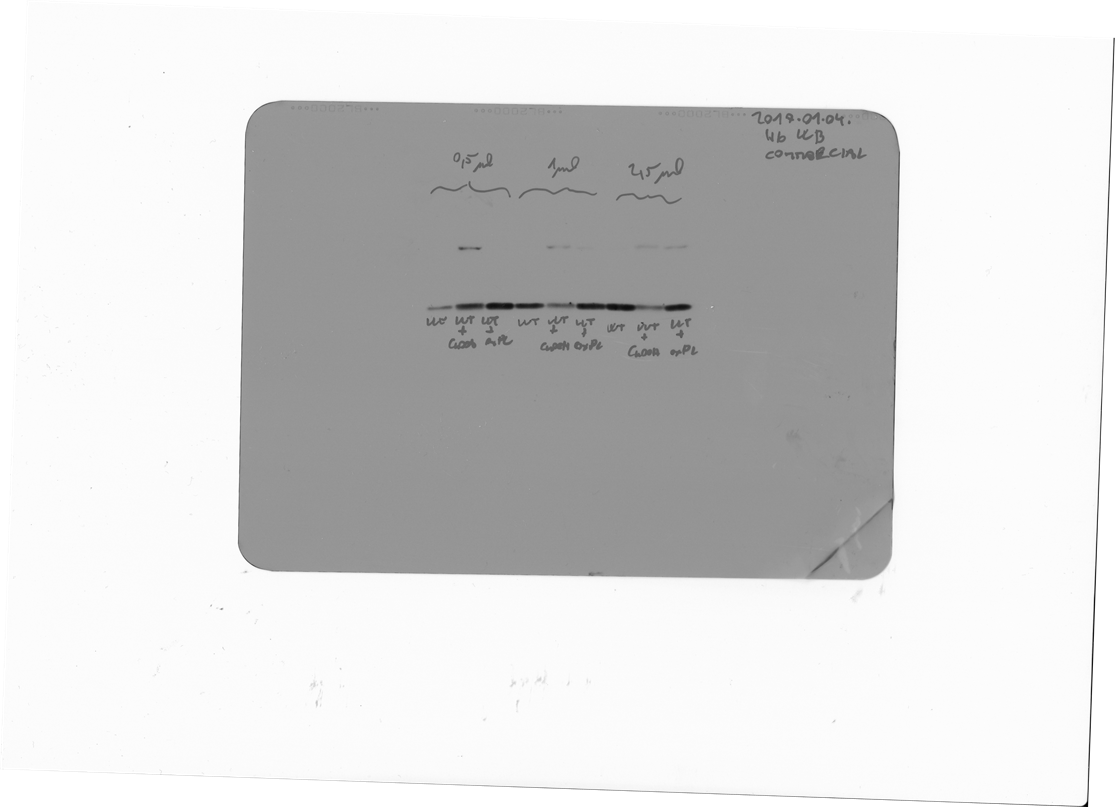 2018.01.04.
Hb WB
COMMERCIAL
0,5 µl 1 µl 2,5 µl
WT WT WT WT WT WT WT WT WT
+ + + + + +
CuOOH oxPL CuOOH oxPL CuOOH oxPL